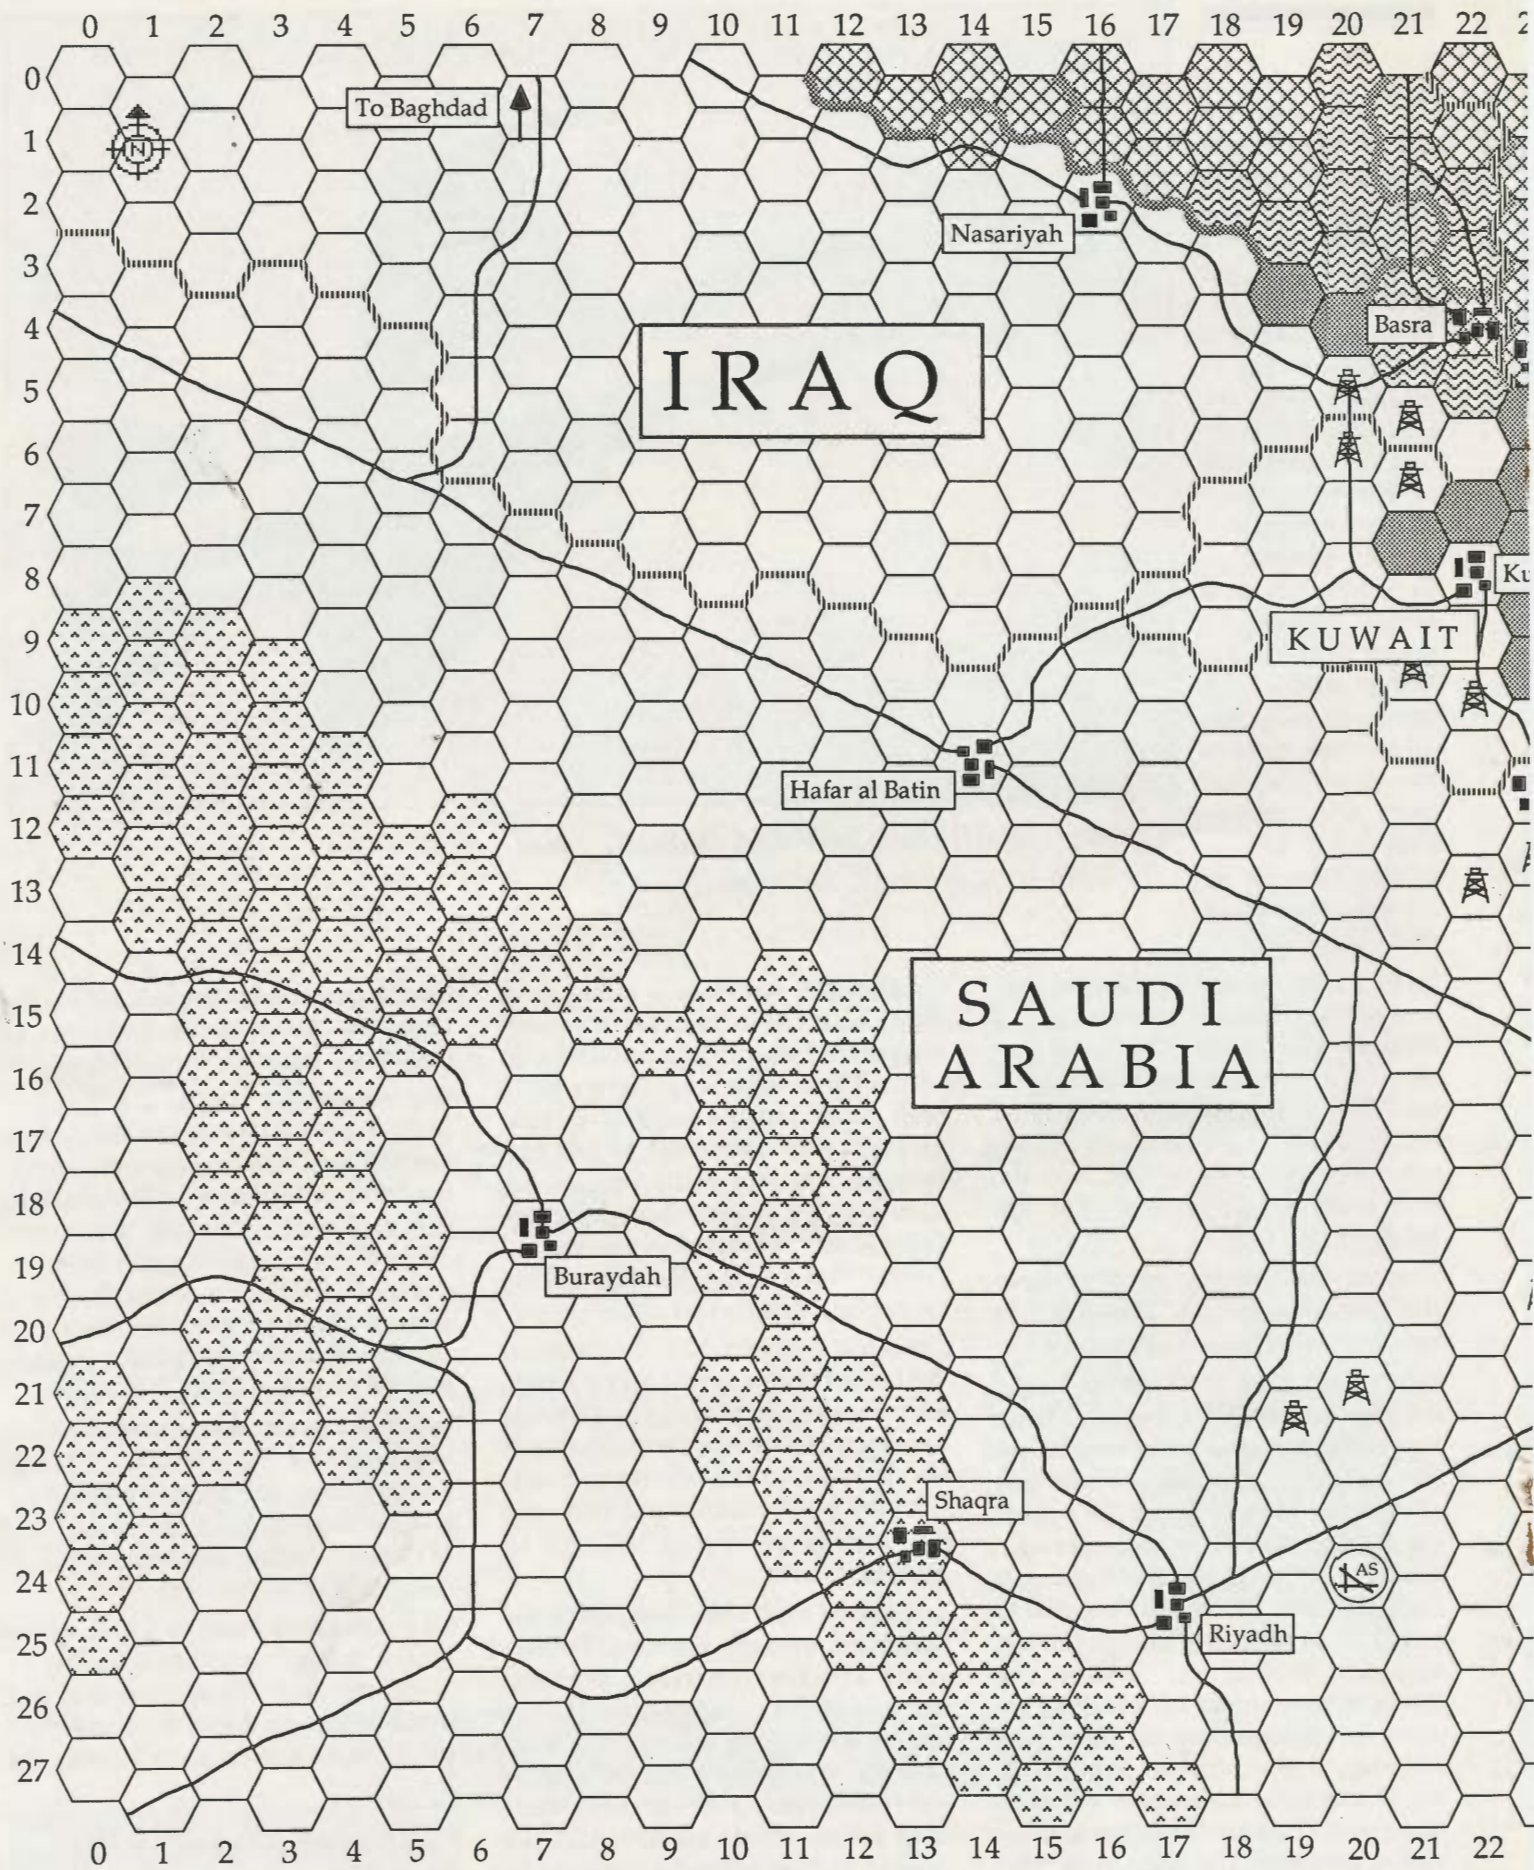 0 1 2 3 4 5 6 7 8 9 10 11 12 13 14 15 16 17 18 19 20 21 22 2
0
To Baghdad
1
N
2
Nasariyah
3
4
Basra
IRAQ
5
6
7
8
Ku
9
KUWAIT
10
11
Hafar al Batin
12
13
14
SAUDI
15
ARABIA
16
17
18
19
Buraydah
20
21
22
23
Shaqra
24
AS
25
Riyadh
26
27
0 1 2 3 4 5 6 7 8 9 10 11 12 13 14 15 16 17 18 19 20 21 22